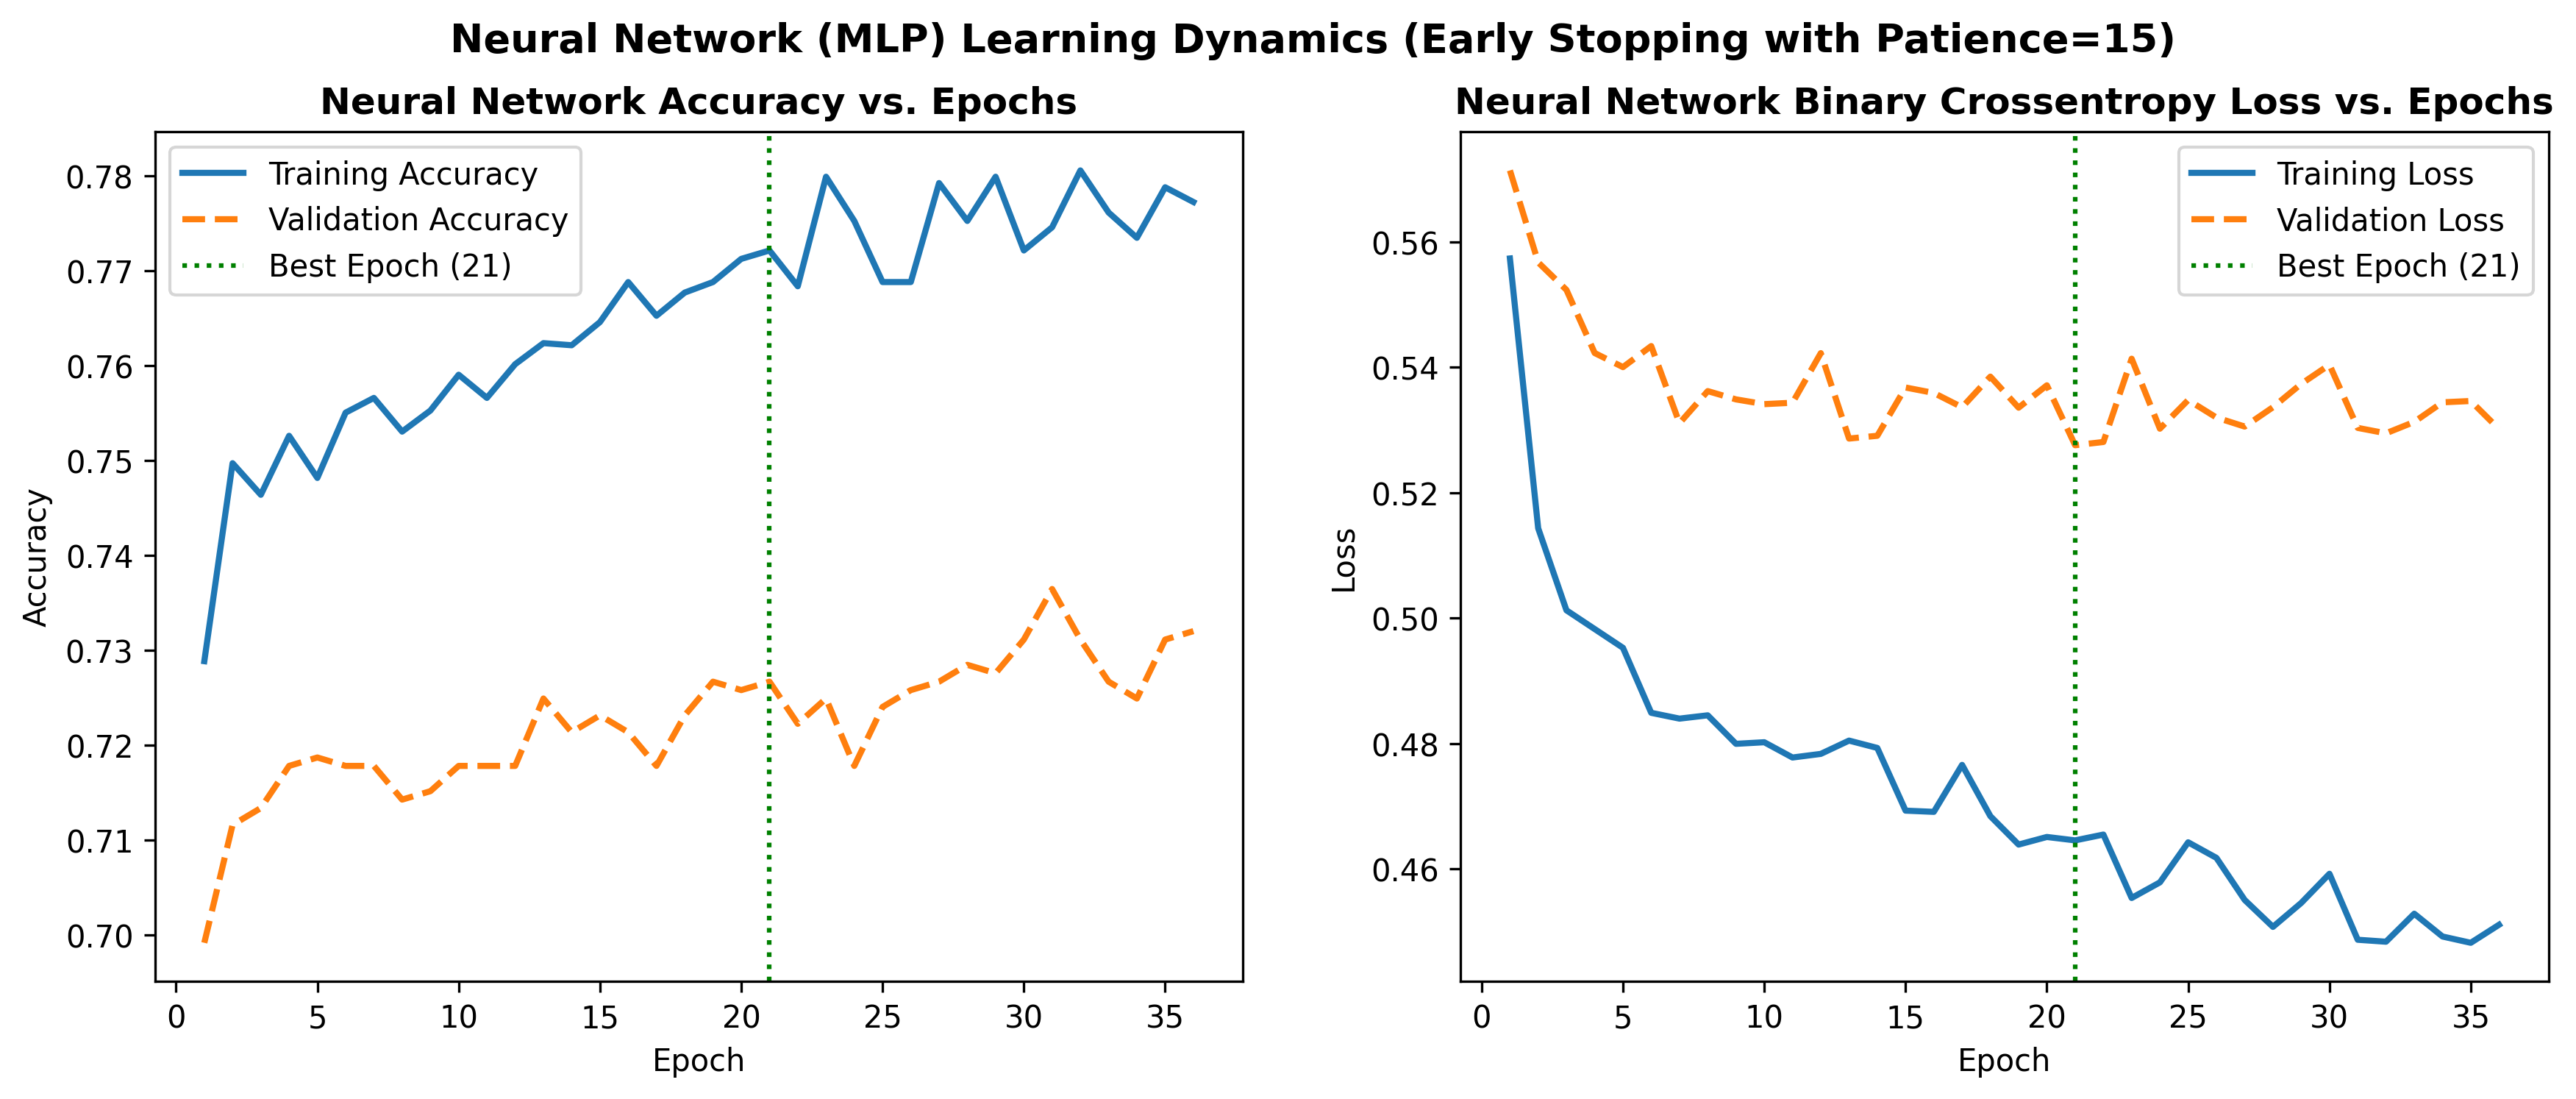 Neural Network (MLP) Learning Dynamics (Early Stopping with Patience=15)
Neural Network Accuracy vs. Epochs
Training Accuracy
Validation Accuracy
Best Epoch (21)
0.78
0.77
0.76
0.75
0.74
0.73
0.72
0.71
0.70
Accuracy
0 5 10 15 20 25 30 35
Epoch
Neural Network Binary Crossentropy Loss vs. Epochs
Training Loss
Validation Loss
Best Epoch (21)
0.56
0.54
0.52
0.50
0.48
0.46
Loss
0 5 10 15 20 25 30 35
Epoch